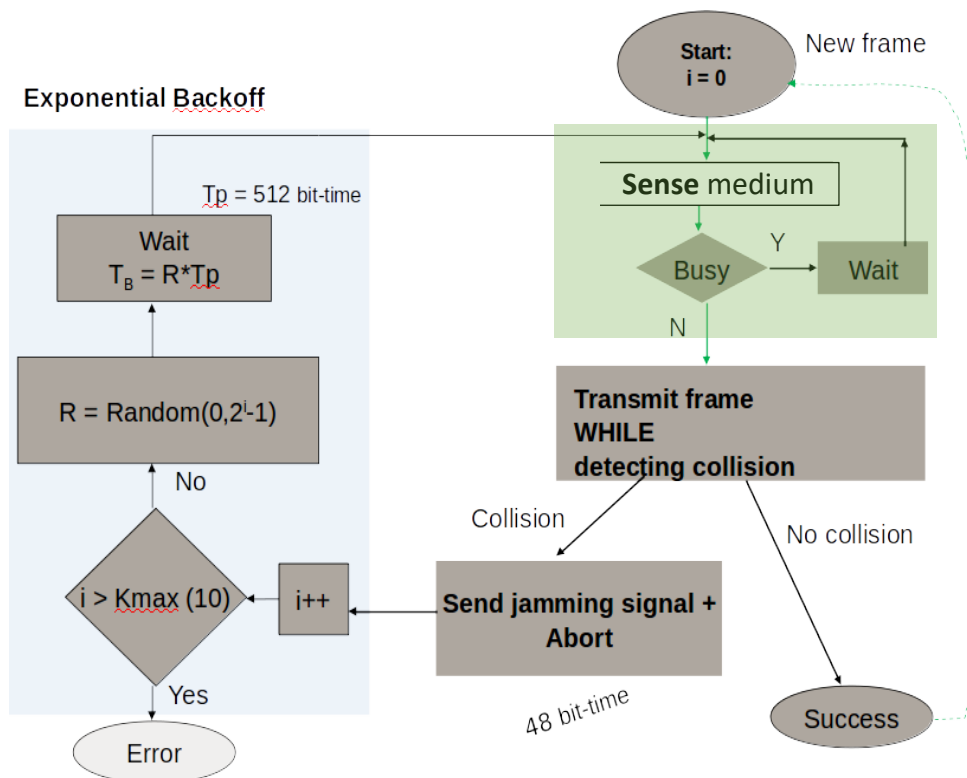 Start:
i = 0
New frame
Exponential Backoff
Sense medium
Tp = 512 bit-time
Busy
Y
Wait
N
Wait
T_B = R*Tp
R = Random(0,2^i-1)
No
Transmit frame
WHILE
detecting collision
Collision
No collision
i > Kmax (10)
i++
Send jamming signal +
Abort
Yes
48 bit-time
Success
Error